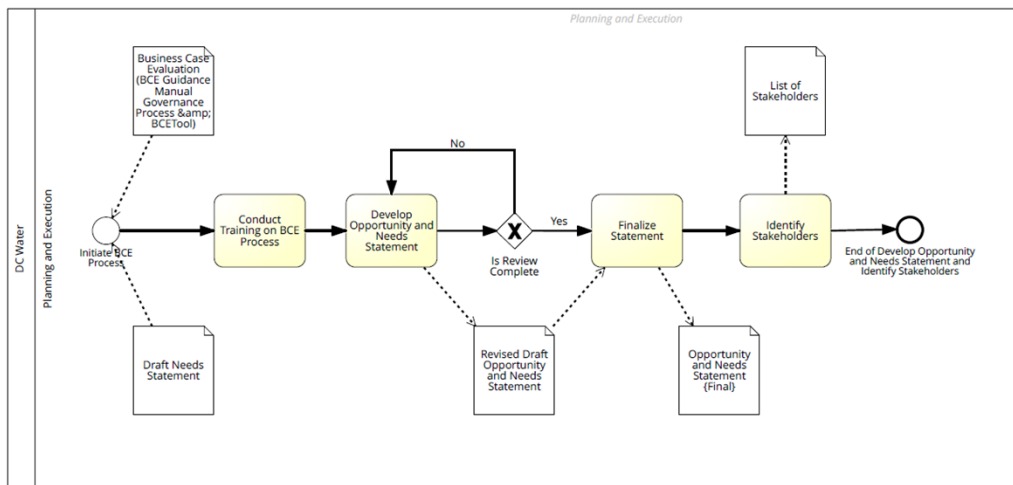 Planning and Execution
DC Water
Planning and Execution
Business Case
Evaluation
(BCE Guidance
Manual
Governance
Process &amp;
BCETool)
List of
Stakeholders
No
Initiate BCE
Process
Conduct
Training on BCE
Process
Develop
Opportunity and
Needs
Statement
X
Is Review
Complete
Yes
Finalize
Statement
Identify
Stakeholders
End of Develop Opportunity
and Needs Statement and
Identify Stakeholders
Draft Needs
Statement
Revised Draft
Opportunity
and Needs
Statement
Opportunity
and Needs
Statement
{Final}